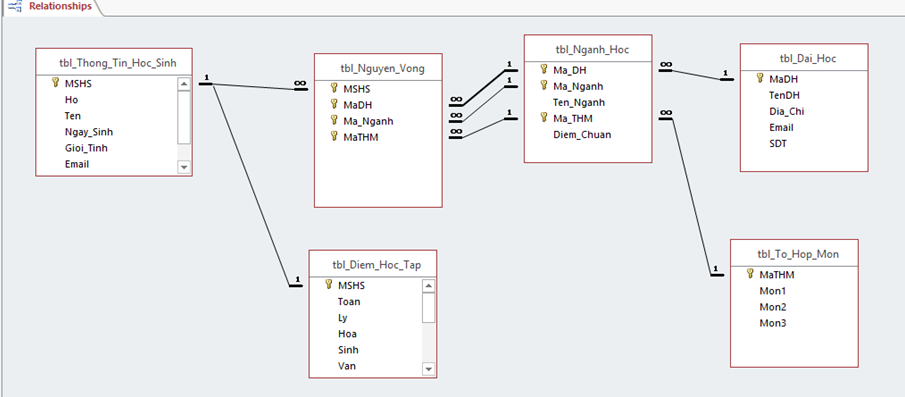 Relationships
tbl_Thong_Tin_Hoc_Sinh
MSHS
Ho
Ten
Ngay_Sinh
Gioi_Tinh
Email
1
∞
1
tbl_Nguyen_Vong
MSHS
MaDH
Ma_Nganh
MaTHM
∞
∞
∞
1
1
1
tbl_Nganh_Hoc
Ma_DH
Ma_Nganh
Ten_Nganh
Ma_THM
Diem_Chuan
∞
1
∞
1
tbl_Dai_Hoc
MaDH
TenDH
Dia_Chi
Email
SDT
tbl_Diem_Hoc_Tap
MSHS
Toan
Ly
Hoa
Sinh
Van
tbl_To_Hop_Mon
MaTHM
Mon1
Mon2
Mon3